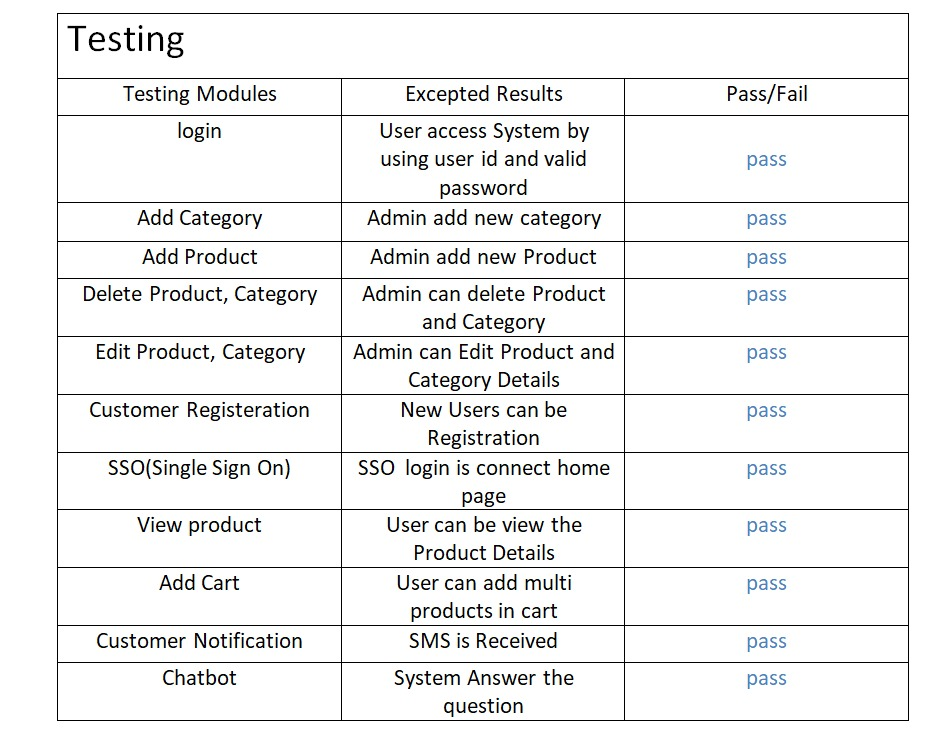 Testing
Testing Modules Excepted Results Pass/Fail
login User access System by
using user id and valid pass
password
Add Category Admin add new category pass
Add Product Admin add new Product pass
Delete Product, Category Admin can delete Product pass
and Category
Edit Product, Category Admin can Edit Product and pass
Category Details
Customer Registeration New Users can be pass
Registration
SSO(Single Sign On) SSO login is connect home pass
page
View product User can be view the pass
Product Details
Add Cart User can add multi pass
products in cart
Customer Notification SMS is Received pass
Chatbot System Answer the pass
question